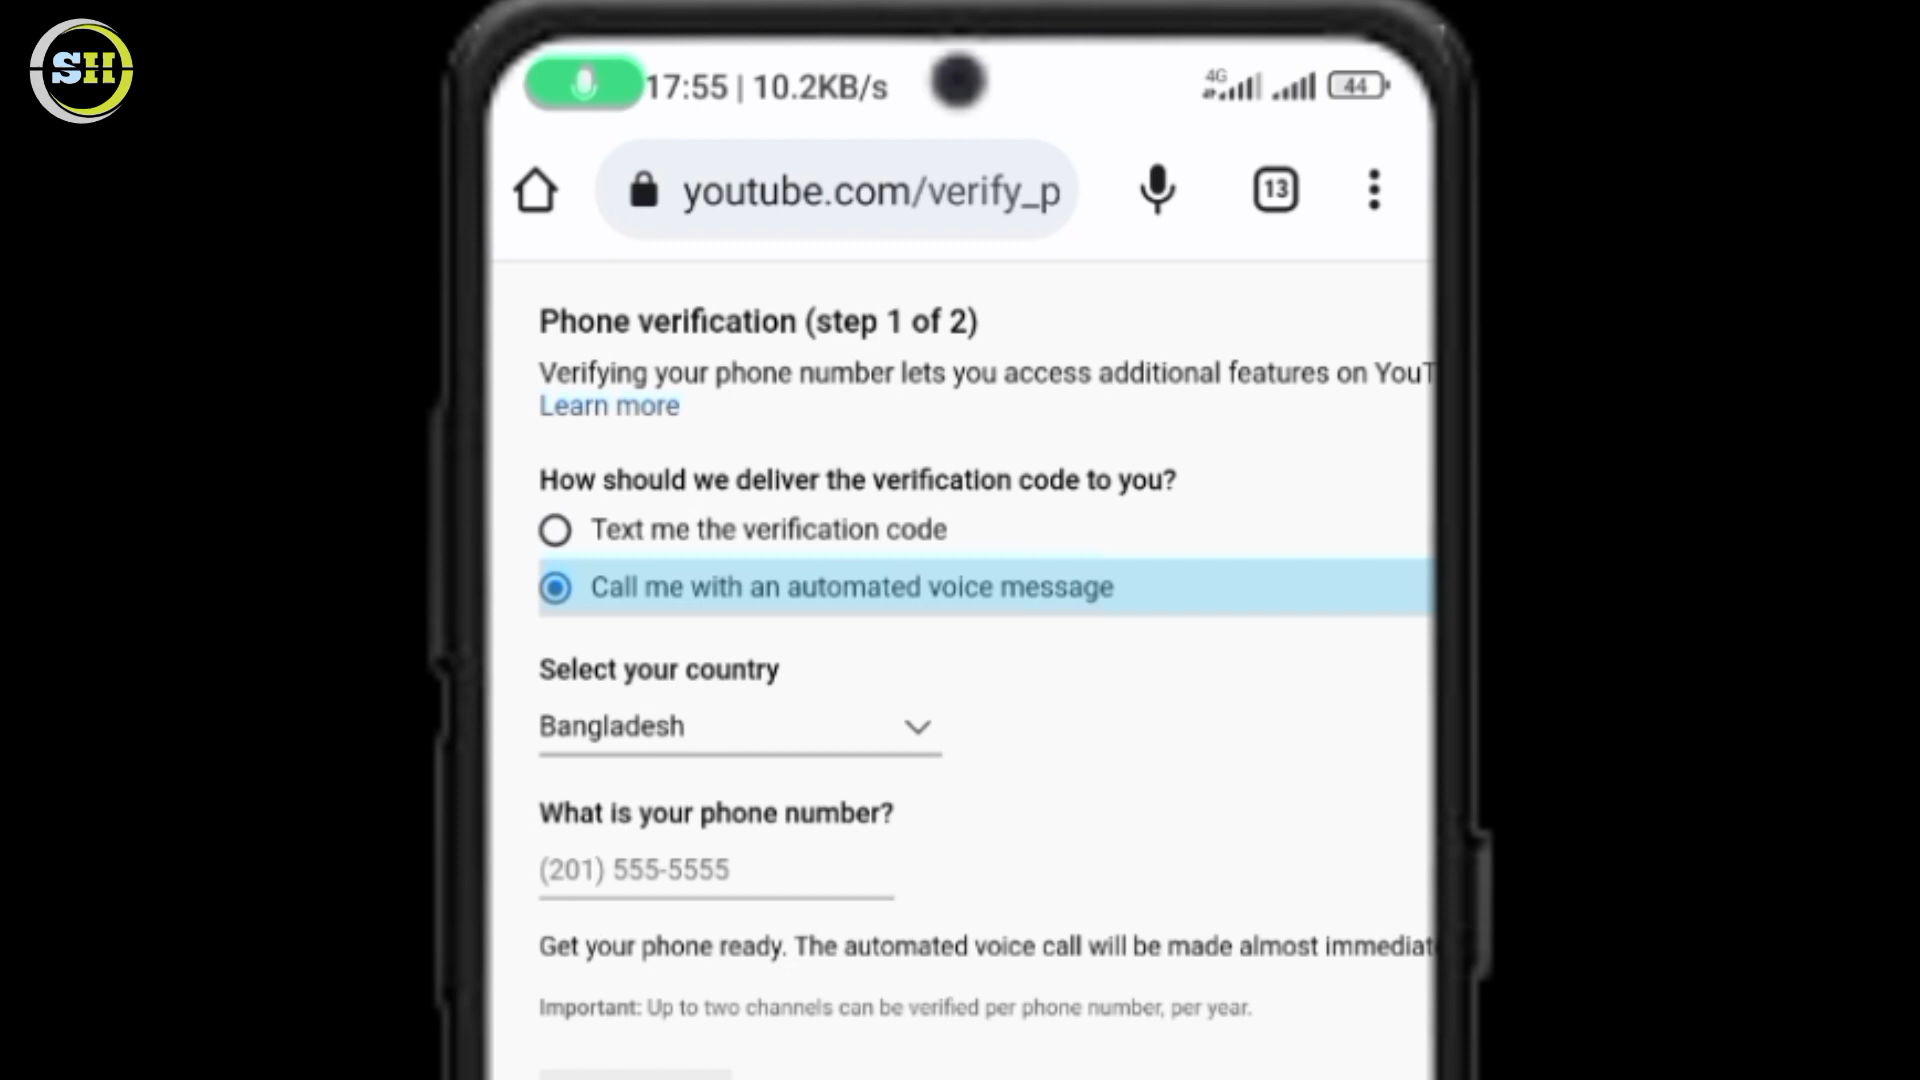 SH
17:55 | 10.2KB/s
4G
44
youtube.com/verify_p
13
Phone verification (step 1 of 2)
Verifying your phone number lets you access additional features on YouT
Learn more
How should we deliver the verification code to you?
Text me the verification code
Call me with an automated voice message
Select your country
Bangladesh
What is your phone number?
(201) 555-5555
Get your phone ready. The automated voice call will be made almost immediat
Important: Up to two channels can be verified per phone number, per year.